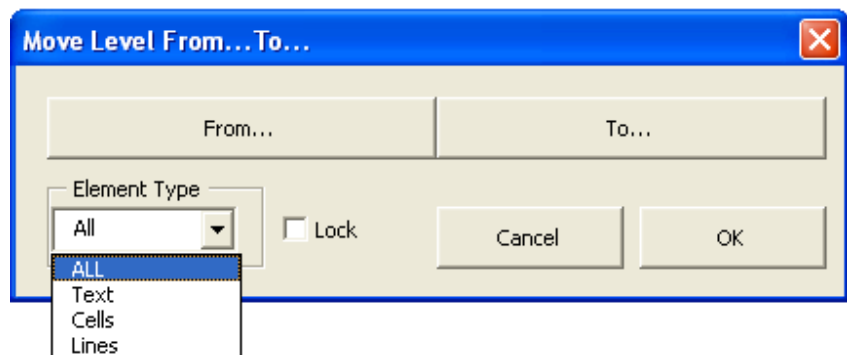 Move Level From...To...
From...
To...
Element Type
All
Lock
Cancel
OK
ALL
Text
Cells
Lines